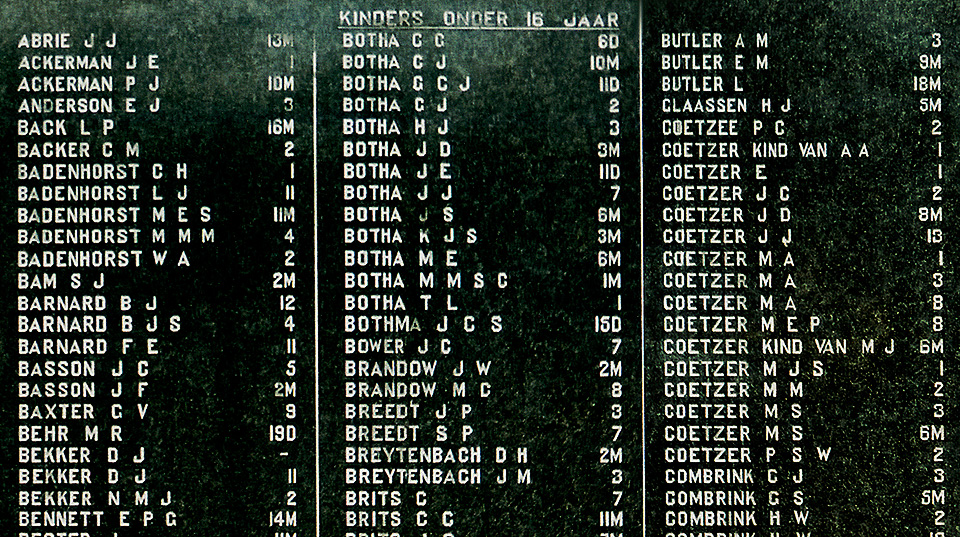 KINDERS ONDER 16 JAAR
ABRIE J J 13M
ACKERMAN J E 1
ACKERMAN P J 10M
ANDERSON E J 3
BACK L P 16M
BACKER C M 2
BADENHORST C H 1
BADENHORST L J 11
BADENHORST M E S 11M
BADENHORST M M M 4
BADENHORST W A 2
BAM S J 2M
BARNARD B J 12
BARNARD B J S 4
BARNARD F E 11
BASSON J C 5
BASSON J F 2M
BAXTER C V 9
BEHR M R 19D
BEKKER D J -
BEKKER D J 11
BEKKER N M J 2
BENNETT E P G 14M
BOTHA C G 6D
BOTHA C J 10M
BOTHA G C J 11D
BOTHA G J 2
BOTHA H J 3
BOTHA J D 3M
BOTHA J E 11D
BOTHA J J 7
BOTHA J S 6M
BOTHA K J S 3M
BOTHA M E 6M
BOTHA M M S C 1M
BOTHA T L 1
BOTHMA J C S 15D
BOWER J C 7
BRANDOW J W 2M
BRANDOW M C 8
BREEDT J P 3
BREEDT S P 7
BREYTENBACH D H 2M
BREYTENBACH J M 3
BRITS C 7
BRITS C C 11M
BUTLER A M 3
BUTLER E M 9M
BUTLER L 18M
CLAASSEN H J 5M
COETZEE P C 2
COETZER KIND VAN A A 1
COETZER E 1
COETZER J C 2
COETZER J D 9M
COETZER J J 13
COETZER M A 1
COETZER M A 3
COETZER M A 8
COETZER M E P 8
COETZER KIND VAN M J 6M
COETZER M J S 1
COETZER M M 2
COETZER M S 3
COETZER M S 6M
COETZER P S W 2
COMBRINK C J 3
COMBRINK G S 5M
COMBRINK H W 2